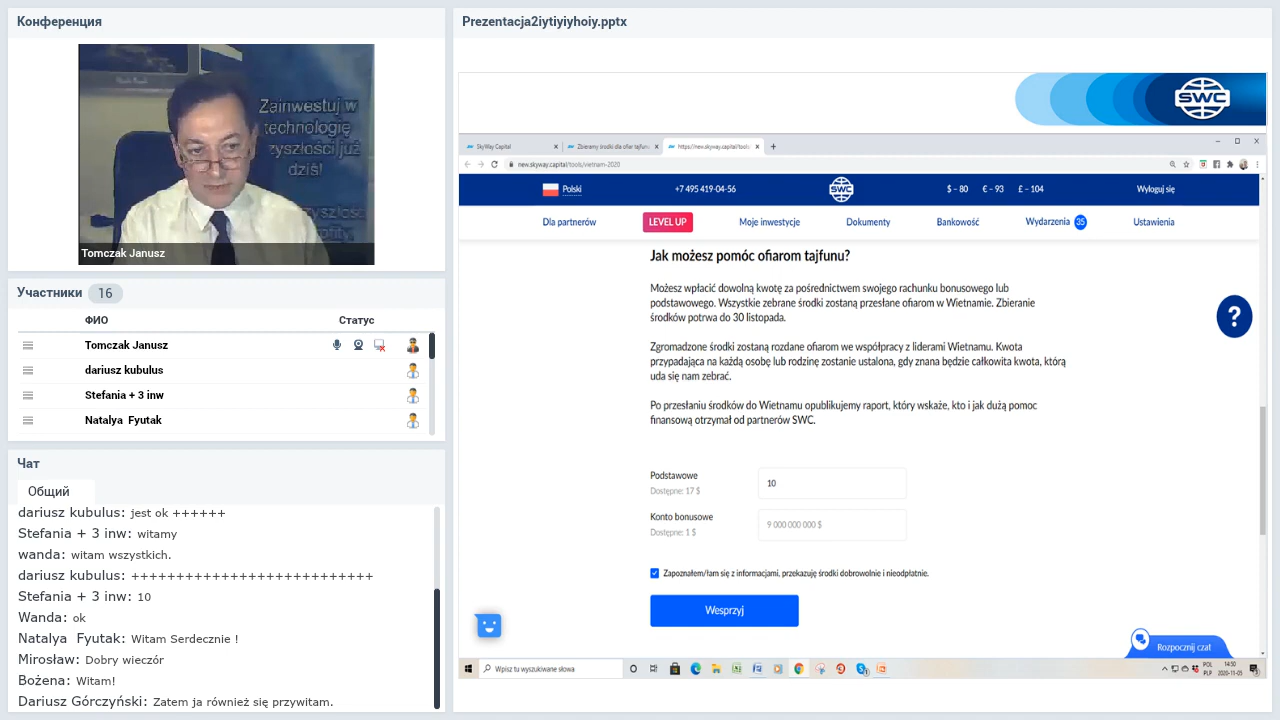 Конференция
Zainwestuj w
technologię
dziś!
Tomczak Janusz
Участники 16
ФИО Статус
Tomczak Janusz
dariusz kubulus
Stefania + 3 inw
Natalya Fyutak
Чат
Общий
dariusz kubulus: jest ok ++++++
Stefania + 3 inw: witamy
wanda: witam wszystkich.
dariusz kubulus: +++++++++++++++++++++++++++
Stefania + 3 inw: 10
Wanda: ok
Natalya Fyutak: Witam Serdecznie !
Mirosław: Dobry wieczór
Bożena: Witam!
Dariusz Górczyński: Zatem ja również się przywitam.
Prezentacja2iytiyiyhoiy.pptx
SWC
SkyWay Capital
Zbieramy środki dla ofiar tajfunu
https://new.skyway.capital/tools
new.skyway.capital/tools/vietnam-2020
Polski +7 495 419-04-56 SWC $ – 80 € – 93 £ – 104 Wyloguj się
Dla partnerów LEVEL UP Moje inwestycje Dokumenty Bankowość Wydarzenia 35 Ustawienia
Jak możesz pomóc ofiarom tajfunu?
Możesz wpłacić dowolną kwotę za pośrednictwem swojego rachunku bonusowego lub
podstawowego. Wszystkie zebrane środki zostaną przesłane ofiarom w Wietnamie. Zbieranie
środków potrwa do 30 listopada.
Zgromadzone środki zostaną rozdane ofiarom we współpracy z liderami Wietnamu. Kwota
przypadająca na każdą osobę lub rodzinę zostanie ustalona, gdy znana będzie całkowita kwota, którą
uda się nam zebrać.
Po przesłaniu środków do Wietnamu opublikujemy raport, który wskaże, kto i jak dużą pomoc
finansową otrzymał od partnerów SWC.
Podstawowe 10
Dostępne: 17 $
Konto bonusowe 9 000 000 000 $
Dostępne: 1 $
Zapoznałem/łam się z informacjami, przekazuję środki dobrowolnie i nieodpłatnie.
Wesprzyj
?
Rozpocznij czat
Wpisz tu wyszukiwane słowa
POL 14:50
PLP 2020-11-05